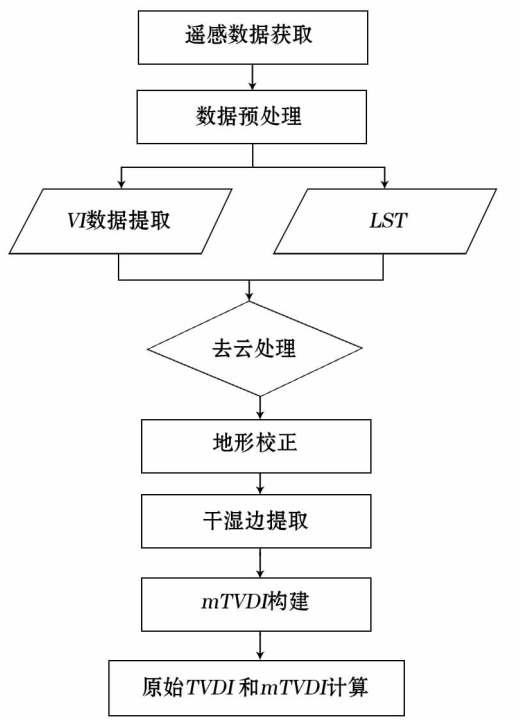 遥感数据获取
数据预处理
VI数据提取
LST
去云处理
地形校正
干湿边提取
mTVDI构建
原始TVDI和mTVDI计算